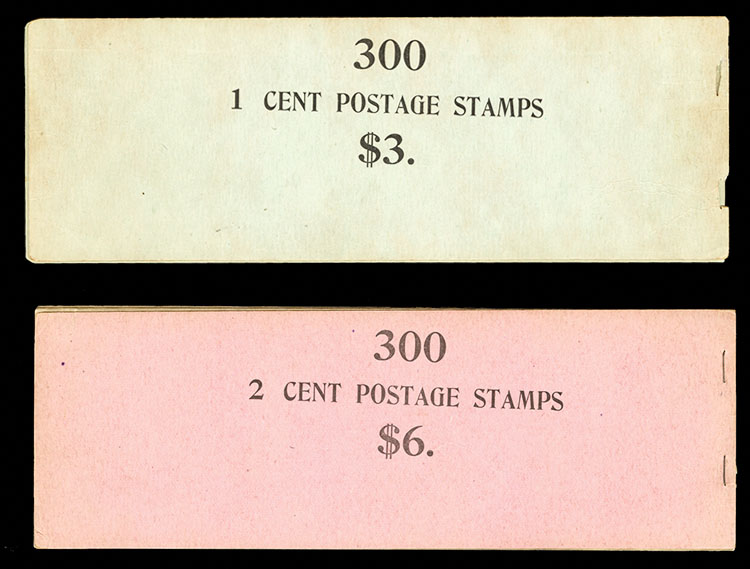 300
1 CENT POSTAGE STAMPS
$3.
300
2 CENT POSTAGE STAMPS
$6.